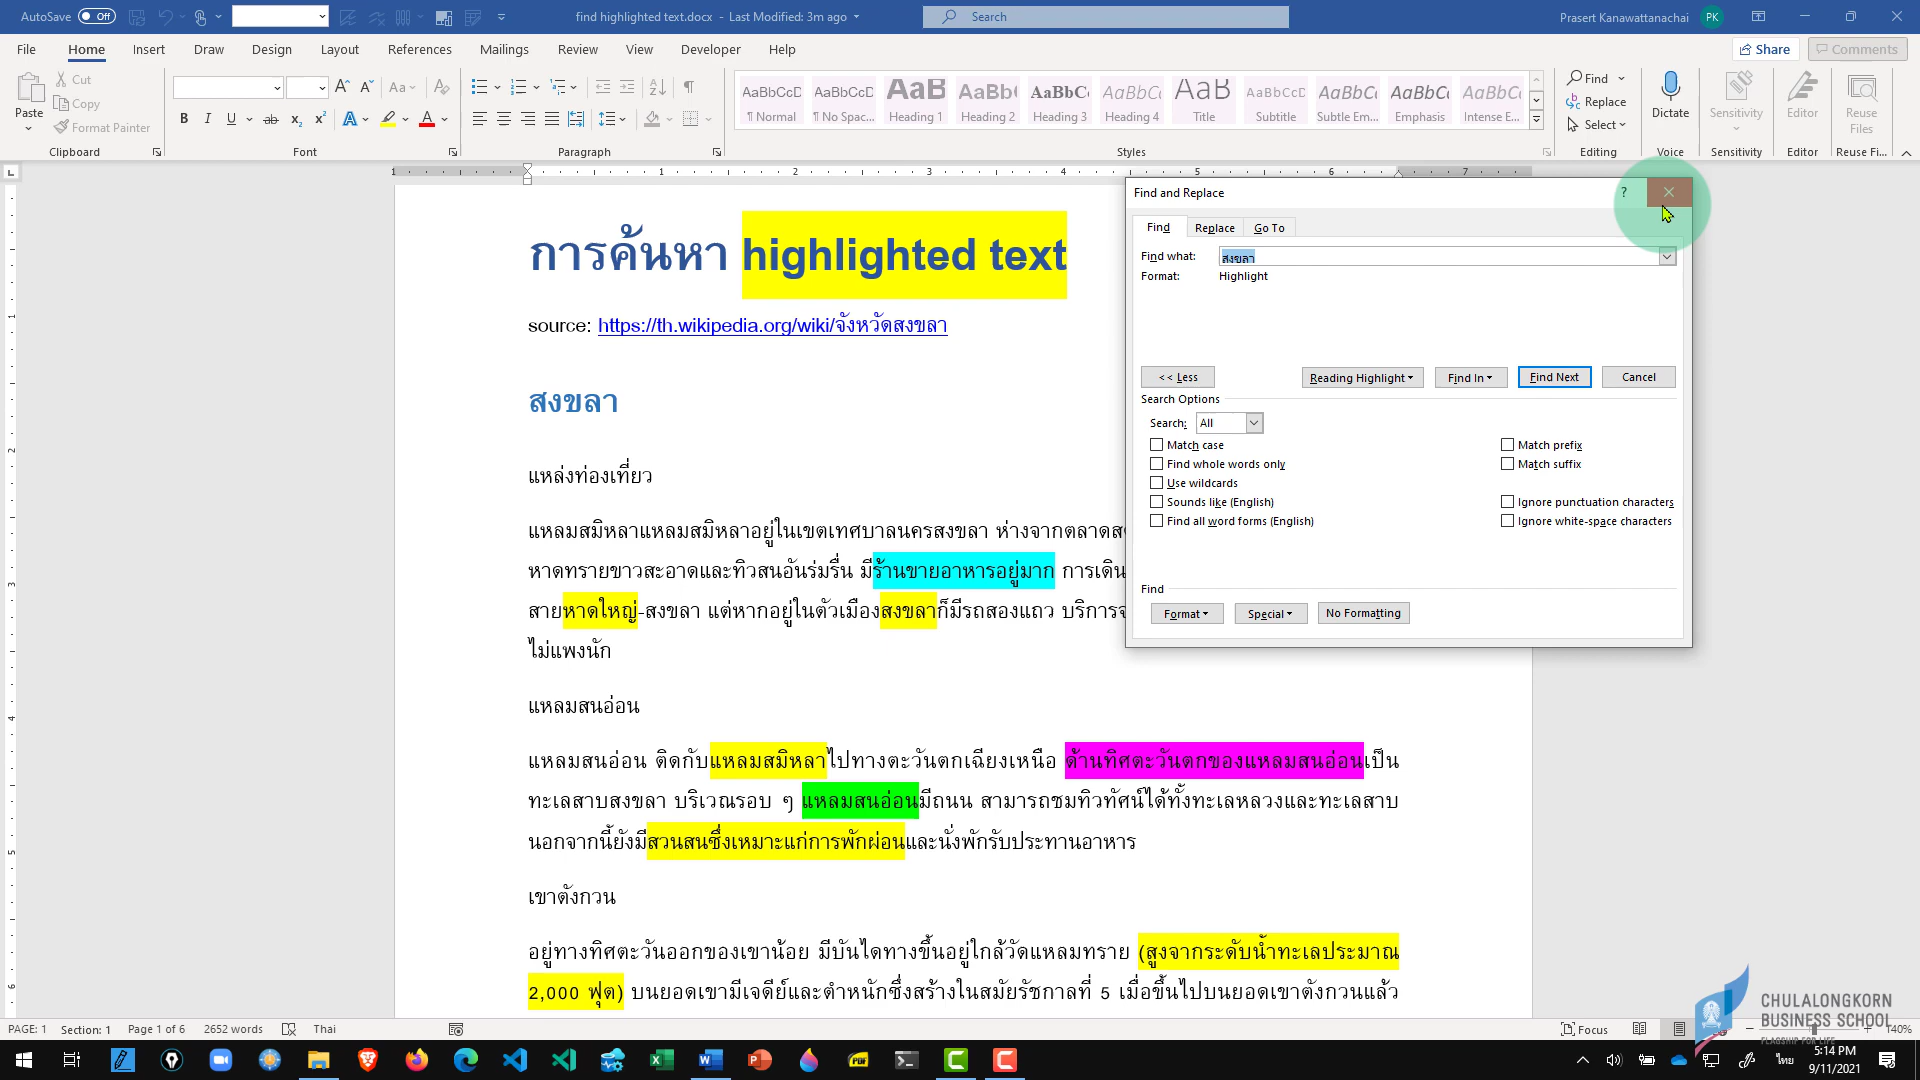 AutoSave Off find highlighted text.docx - Last Modified: 3m ago Search Prasert Kanawattanachai PK
File Home Insert Draw Design Layout References Mailings Review View Developer Help Share Comments
Paste Cut Copy Format Painter
Clipboard Font Paragraph Styles Editing Voice Sensitivity Editor Reuse Fi...
AaBbCcD AaBbCcD AaB AaBb( AaBbC AaBbC AaB AaBbCcD AaBbC AaBbC AaBbC
¶ Normal ¶ No Spac... Heading 1 Heading 2 Heading 3 Heading 4 Title Subtitle Subtle Em... Emphasis Intense E...
Find Replace Select Dictate Sensitivity Editor Reuse Files
การค้นหา highlighted text
source: https://th.wikipedia.org/wiki/จังหวัดสงขลา
สงขลา
แหล่งท่องเที่ยว
แหลมสมิหลาแหลมสมิหลาอยู่ในเขตเทศบาลนครสงขลา ห่างจากตลาดส
หาดทรายขาวสะอาดและทิวสนอันร่มรื่น มีร้านขายอาหารอยู่มาก การเดิน
สายหาดใหญ่-สงขลา แต่หากอยู่ในตัวเมืองสงขลาก็มีรถสองแถว บริการจ
ไม่แพงนัก
แหลมสนอ่อน
แหลมสนอ่อน ติดกับแหลมสมิหลาไปทางตะวันตกเฉียงเหนือ ด้านทิศตะวันตกของแหลมสนอ่อนเป็น
ทะเลสาบสงขลา บริเวณรอบ ๆ แหลมสนอ่อนมีถนน สามารถชมทิวทัศน์ได้ทั้งทะเลหลวงและทะเลสาบ
นอกจากนี้ยังมีสวนสนซึ่งเหมาะแก่การพักผ่อนและนั่งพักรับประทานอาหาร
เขาตังกวน
อยู่ทางทิศตะวันออกของเขาน้อย มีบันไดทางขึ้นอยู่ใกล้วัดแหลมทราย (สูงจากระดับน้ำทะเลประมาณ
2,000 ฟุต) บนยอดเขามีเจดีย์และตำหนักซึ่งสร้างในสมัยรัชกาลที่ 5 เมื่อขึ้นไปบนยอดเขาตังกวนแล้ว
Find and Replace
Find Replace Go To
Find what: สงขลา
Format: Highlight
<< Less Reading Highlight Find In Find Next Cancel
Search Options
Search: All
Match case Match prefix
Find whole words only Match suffix
Use wildcards
Sounds like (English) Ignore punctuation characters
Find all word forms (English) Ignore white-space characters
Find
Format Special No Formatting
CHULALONGKORN
BUSINESS SCHOOL
FLAGSHIP FOR LIFE
PAGE: 1 Section: 1 Page 1 of 6 2652 words Thai Focus 140%
ไทย 5:14 PM
9/11/2021